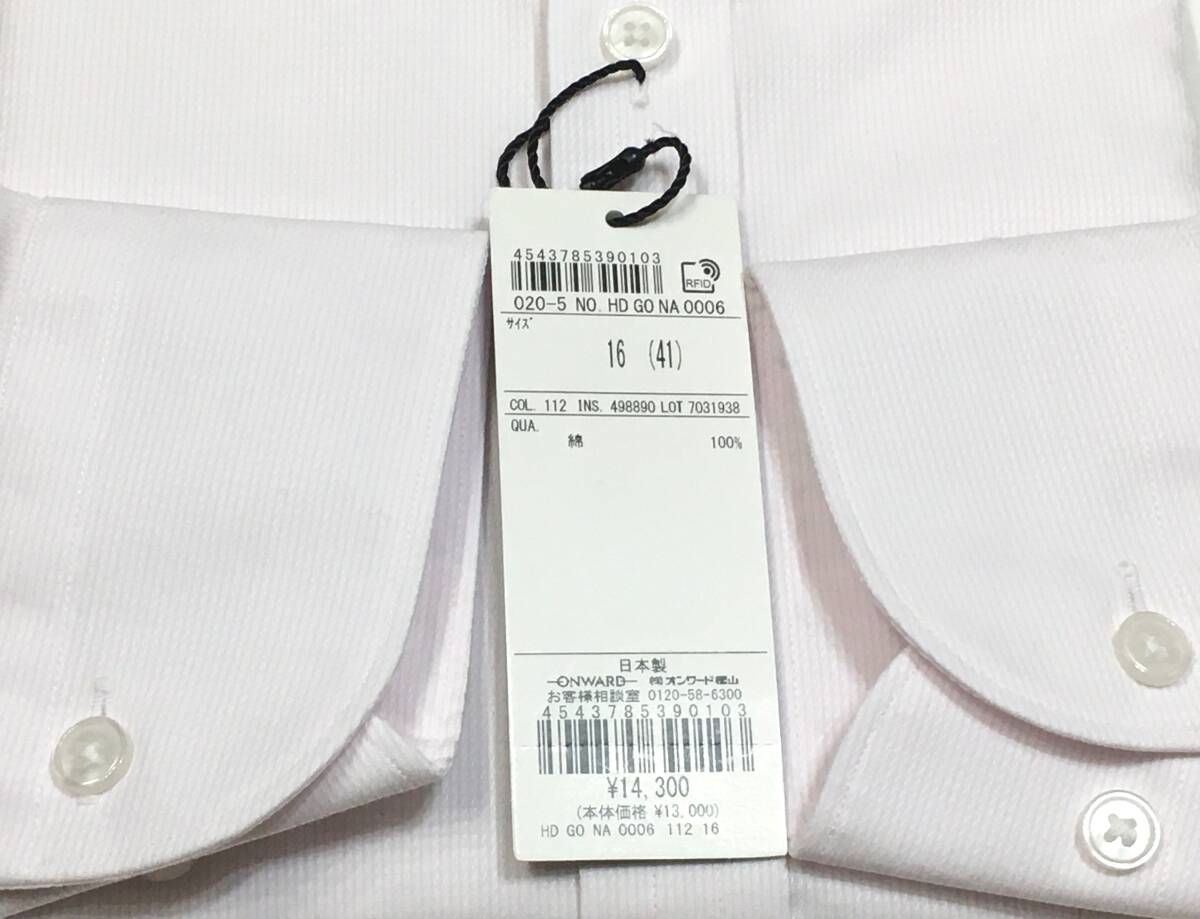 4543785390103
RFID
020-5 NO. HD GO NA 0006
サイズ
16 (41)
COL. 112 INS. 498890 LOT 7031938
QUA.
綿 100%
日本製
ONWARD ㈱オンワード樫山
お客様相談室 0120-58-6300
4543785390103
¥14,300
(本体価格 ¥13,000)
HD GO NA 0006 112 16